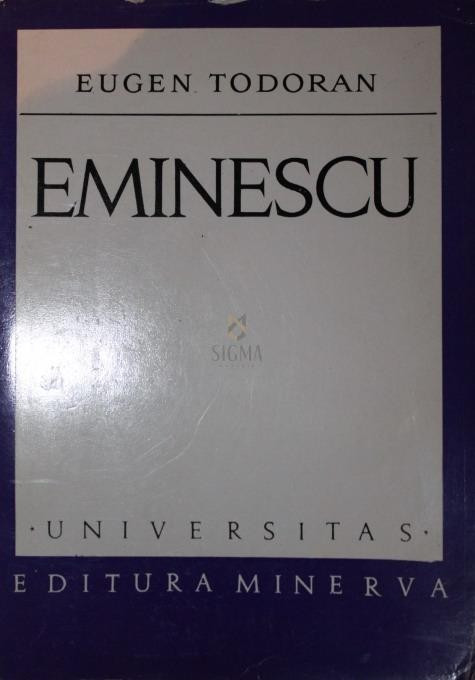 EUGEN TODORAN
EMINESCU
SIGMA
· UNIVERSITAS ·
EDITURA MINERVA